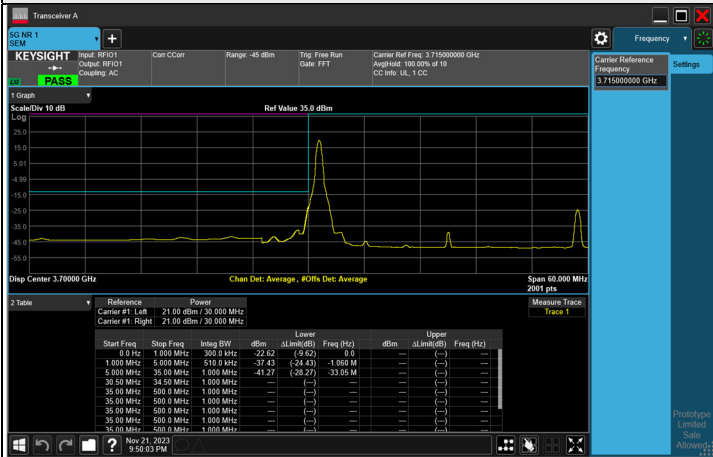 Transceiver A
5G NR 1
SEM
Frequency
KEYSIGHT
PASS
Input: RFIO1
Output: RFIO1
Coupling: AC
Corr CCorr
Range: -45 dBm
Trig: Free Run
Gate: FFT
Carrier Ref Freq: 3.715000000 GHz
Avg|Hold: 100.00% of 10
CC Info: UL, 1 CC
Carrier Reference
Frequency
3.715000000 GHz
Settings
1 Graph
Scale/Div 10 dB
Ref Value 35.0 dBm
Log
25.0
15.0
5.01
-4.99
-15.0
-25.0
-35.0
-45.0
-55.0
Disp Center 3.70000 GHz
Chan Det: Average, #Offs Det: Average
Span 60.000 MHz
2001 pts
2 Table
Reference Power
Carrier #1: Left 21.00 dBm / 30.000 MHz
Carrier #1: Right 21.00 dBm / 30.000 MHz
Measure Trace
Trace 1
Lower Upper
Start Freq Stop Freq Integ BW dBm ΔLimit(dB) Freq (Hz) dBm ΔLimit(dB) Freq (Hz)
0.0 Hz 1.000 MHz 300.0 kHz -22.62 (-9.62) 0.0 --- (---) ---
1.000 MHz 5.000 MHz 510.0 kHz -37.43 (-24.43) -1.060 M --- (---) ---
5.000 MHz 35.00 MHz 1.000 MHz -41.27 (-28.27) -33.05 M --- (---) ---
30.50 MHz 34.50 MHz 1.000 MHz --- (---) --- --- (---) ---
35.00 MHz 500.0 MHz 1.000 MHz --- (---) --- --- (---) ---
35.00 MHz 500.0 MHz 1.000 MHz --- (---) --- --- (---) ---
35.00 MHz 500.0 MHz 1.000 MHz --- (---) --- --- (---) ---
35.00 MHz 500.0 MHz 1.000 MHz --- (---) --- --- (---) ---
35.00 MHz 500.0 MHz 1.000 MHz --- (---) --- --- (---) ---
Nov 21, 2023
9:50:03 PM
Prototype
Limited
Sale
Allowed